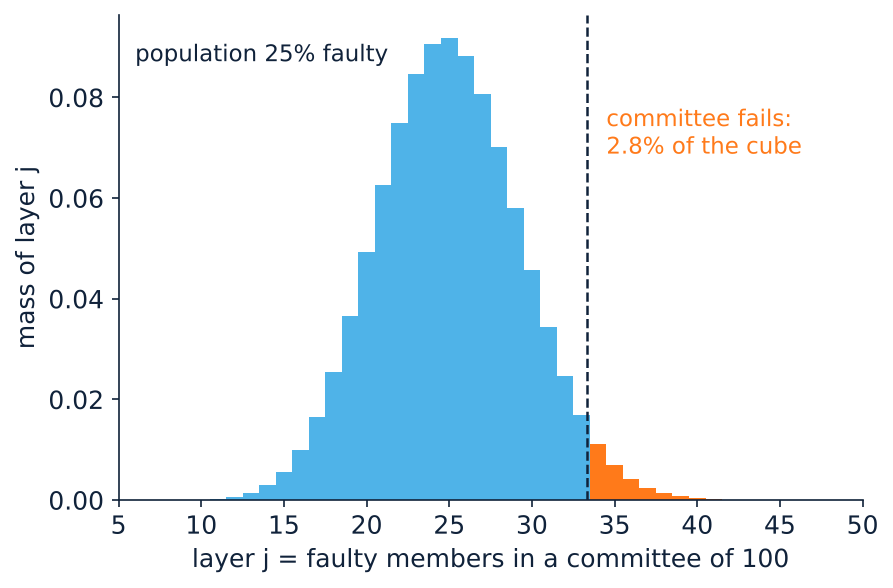 population 25% faulty
committee fails:
2.8% of the cube
mass of layer j
0.08
0.06
0.04
0.02
0.00
5 10 15 20 25 30 35 40 45 50
layer j = faulty members in a committee of 100